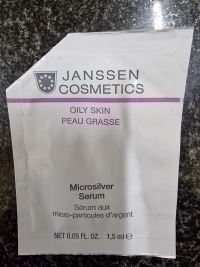 JANSSEN
COSMETICS
OILY SKIN
PEAU GRASSE
Microsilver
Serum
Sérum aux
micro-particules d'argent
NET 0.05 FL. OZ. 1,5 ml ℮